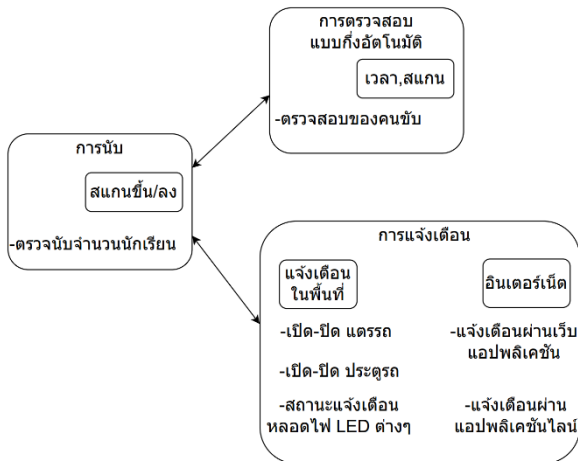 การตรวจสอบ
แบบกึ่งอัตโนมัติ
เวลา,สแกน
-ตรวจสอบของคนขับ
การนับ
สแกนขึ้น/ลง
-ตรวจนับจำนวนนักเรียน
การแจ้งเตือน
แจ้งเตือน
ในพื้นที่
-เปิด-ปิด แตรรถ
-เปิด-ปิด ประตูรถ
-สถานะแจ้งเตือน
หลอดไฟ LED ต่างๆ
อินเตอร์เน็ต
-แจ้งเตือนผ่านเว็บ
แอปพลิเคชัน
-แจ้งเตือนผ่าน
แอปพลิเคชันไลน์